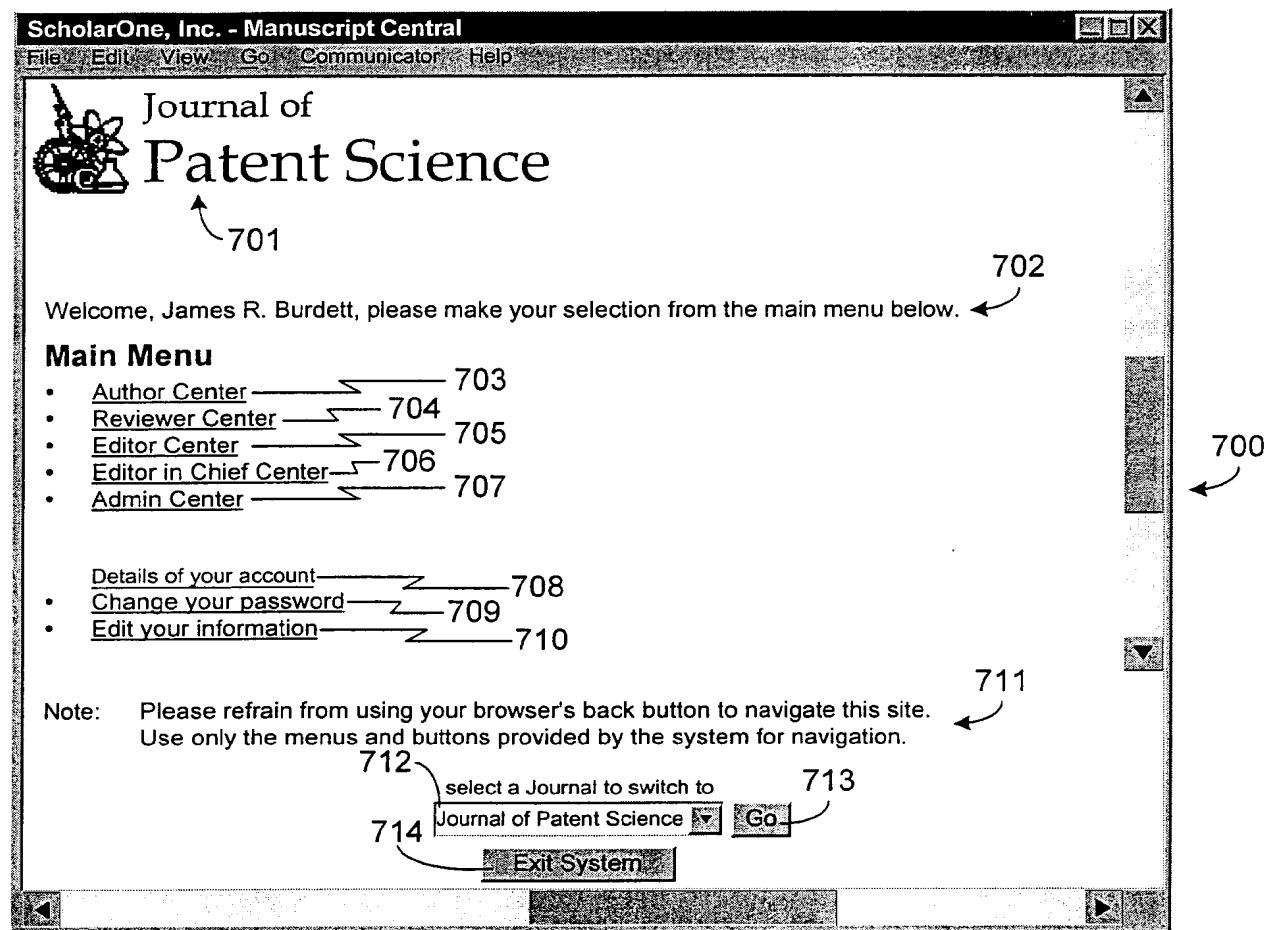 ScholarOne, Inc. - Manuscript Central
File Edit View Go Communicator Help
Journal of
Patent Science
701
702
Welcome, James R. Burdett, please make your selection from the main menu below.
Main Menu
• Author Center 703
• Reviewer Center 704
• Editor Center 705
• Editor in Chief Center 706
• Admin Center 707
700
Details of your account 708
• Change your password 709
• Edit your information 710
711
Note: Please refrain from using your browser's back button to navigate this site.
Use only the menus and buttons provided by the system for navigation.
712
select a Journal to switch to 713
Journal of Patent Science Go
714
Exit System